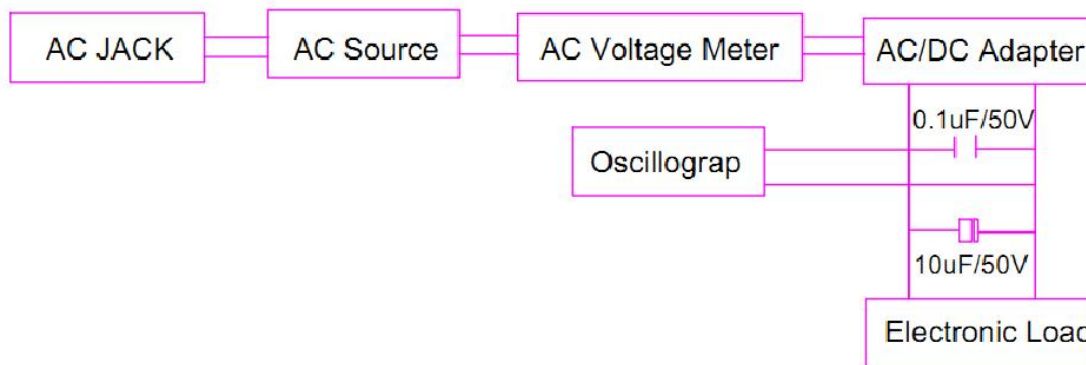 AC JACK
AC Source
AC Voltage Meter
AC/DC Adapter
0.1uF/50V
Oscillograp
10uF/50V
Electronic Load